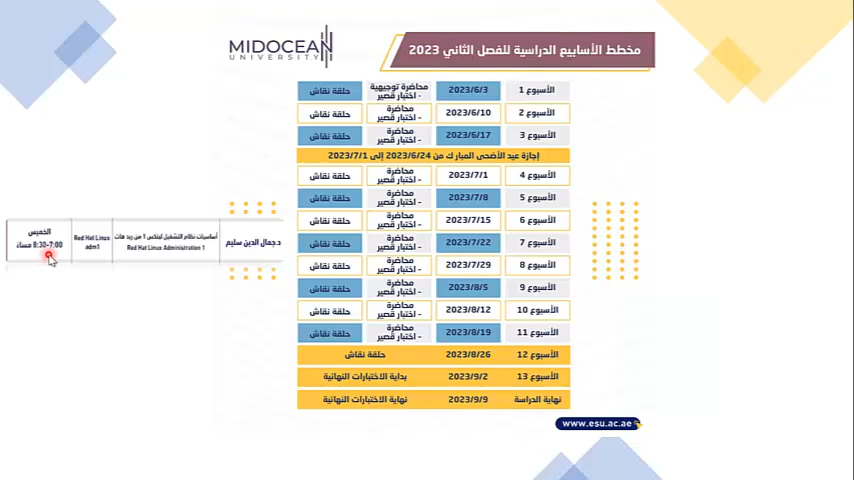 MIDOCEAN
UNIVERSITY
مخطط الأسابيع الدراسية للفصل الثاني 2023
الأسبوع 1 2023/6/3 محاضرة توجيهية - اختبار قصير حلقة نقاش
الأسبوع 2 2023/6/10 محاضرة - اختبار قصير حلقة نقاش
الأسبوع 3 2023/6/17 محاضرة - اختبار قصير حلقة نقاش
إجازة عيد الأضحى المبارك من 2023/6/24 إلى 2023/7/1
الأسبوع 4 2023/7/1 محاضرة - اختبار قصير حلقة نقاش
الأسبوع 5 2023/7/8 محاضرة - اختبار قصير حلقة نقاش
الأسبوع 6 2023/7/15 محاضرة - اختبار قصير حلقة نقاش
الأسبوع 7 2023/7/22 محاضرة - اختبار قصير حلقة نقاش
الأسبوع 8 2023/7/29 محاضرة - اختبار قصير حلقة نقاش
الأسبوع 9 2023/8/5 محاضرة - اختبار قصير حلقة نقاش
الأسبوع 10 2023/8/12 محاضرة - اختبار قصير حلقة نقاش
الأسبوع 11 2023/8/19 محاضرة - اختبار قصير حلقة نقاش
الأسبوع 12 2023/8/26 حلقة نقاش
الأسبوع 13 2023/9/2 بداية الاختبارات النهائية
نهاية الدراسة 2023/9/9 نهاية الاختبارات النهائية
www.esu.ac.ae
د.جمال الدين سليم
أساسيات نظام التشغيل لينكس 1 من ريد هات
Red Hat Linux Administration 1
Red Hat Linux
adm1
الخميس
8:30-7:00 مساءً